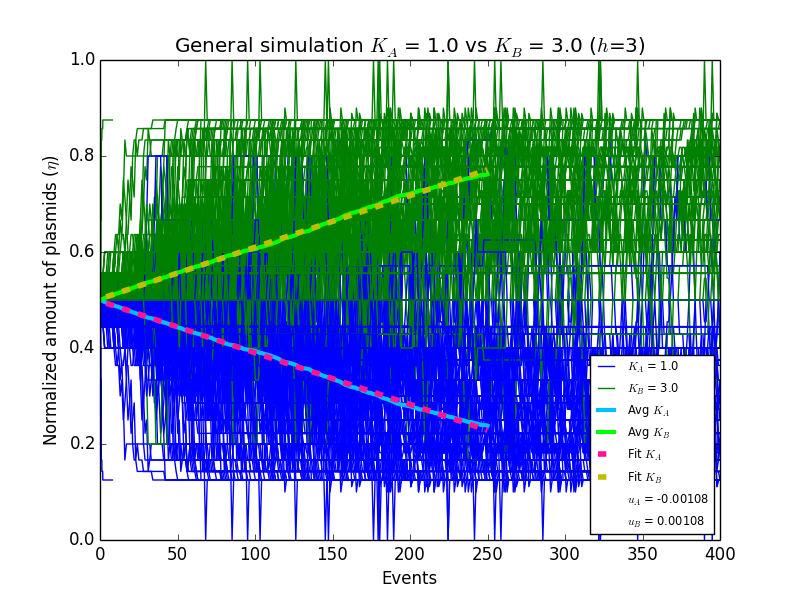 General simulation K_A = 1.0 vs K_B = 3.0 (h=3)
Normalized amount of plasmids (η)
1.0
0.8
0.6
0.4
0.2
0.0
0 50 100 150 200 250 300 350 400
Events
K_A = 1.0
K_B = 3.0
Avg K_A
Avg K_B
Fit K_A
Fit K_B
u_A = -0.00108
u_B = 0.00108